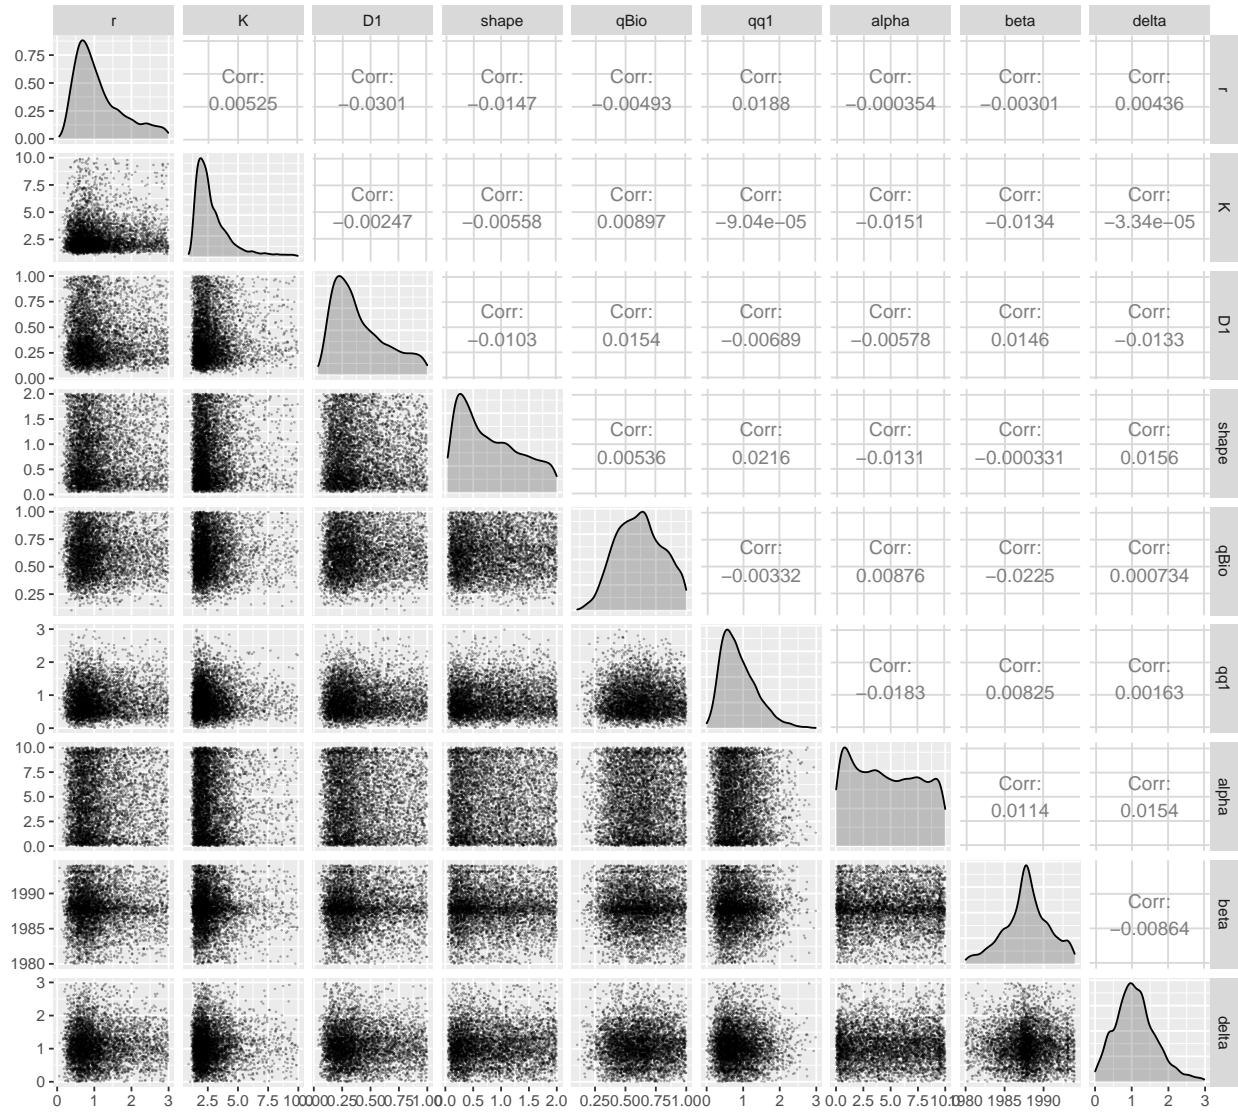 r K D1 shape qBio qq1 alpha beta delta
0.75
0.50
0.25
0.00
Corr: Corr: Corr: Corr: Corr: Corr: Corr: Corr:
0.00525 −0.0301 −0.0147 −0.00493 0.0188 −0.000354 −0.00301 0.00436
r
10.0
7.5
5.0
2.5
Corr: Corr: Corr: Corr: Corr: Corr: Corr:
−0.00247 −0.00558 0.00897 −9.04e−05 −0.0151 −0.0134 −3.34e−05
K
1.00
0.75
0.50
0.25
0.00
Corr: Corr: Corr: Corr: Corr: Corr:
−0.0103 0.0154 −0.00689 −0.00578 0.0146 −0.0133
D1
2.0
1.5
1.0
0.5
0.0
Corr: Corr: Corr: Corr: Corr:
0.00536 0.0216 −0.0131 −0.000331 0.0156
shape
1.00
0.75
0.50
0.25
Corr: Corr: Corr: Corr:
−0.00332 0.00876 −0.0225 0.000734
qBio
3
2
1
0
Corr: Corr: Corr:
−0.0183 0.00825 0.00163
qq1
10.0
7.5
5.0
2.5
0.0
Corr: Corr:
0.0114 0.0154
alpha
1990
1985
1980
Corr:
−0.00864
beta
3
2
1
0
delta
0 1 2 3 2.5 5.0 7.5 10.0 0.00 0.25 0.50 0.75 1.00 0.0 0.5 1.0 1.5 2.0 0.25 0.50 0.75 1.00 0 1 2 3 0.0 2.5 5.0 7.5 10.0 1980 1985 1990 0 1 2 3